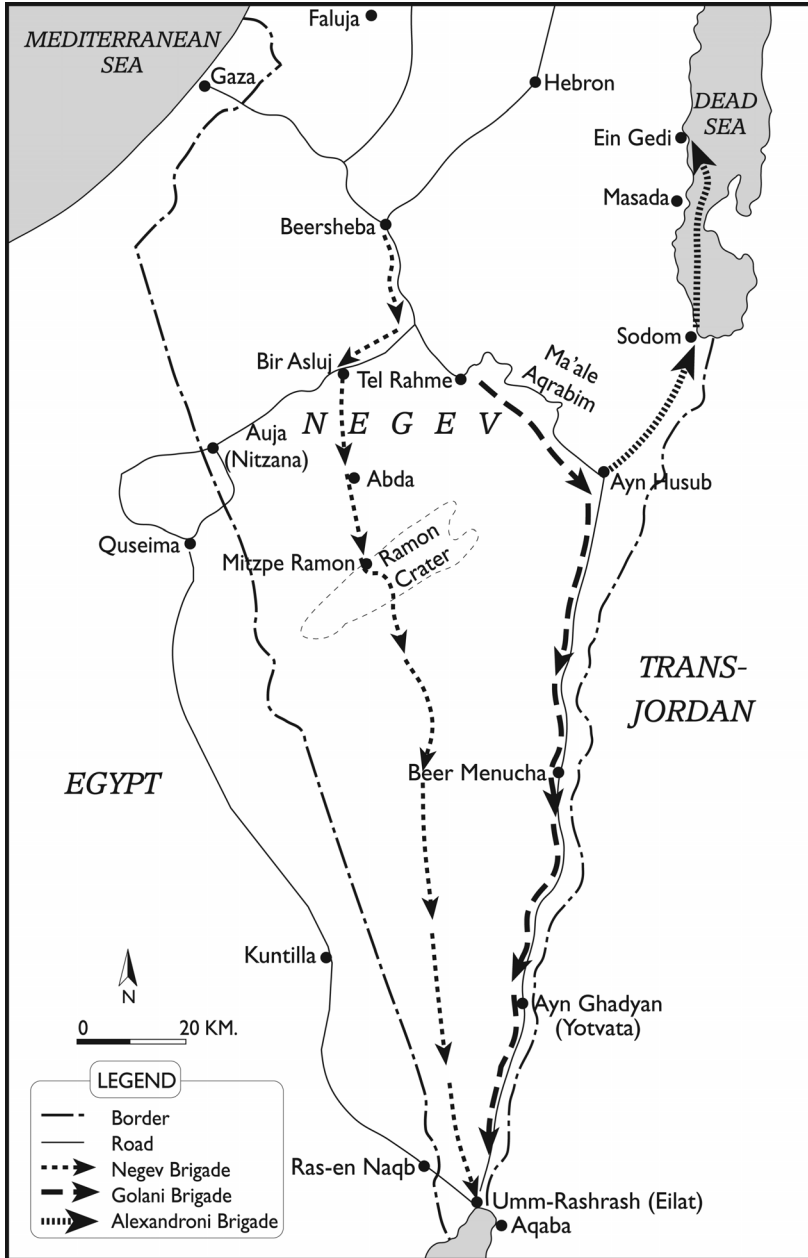 Faluja
MEDITERRANEAN
SEA
Gaza
Hebron
DEAD
SEA
Ein Gedi
Masada
Beersheba
Sodom
Bir Asluj
Tel Rahme
Ma'ale
Aqrabim
NEGEV
Auja
(Nitzana)
Abda
Ayn Husub
Quseima
Mitzpe Ramon
Ramon
Crater
TRANS-
JORDAN
Beer Menucha
EGYPT
Kuntilla
N
Ayn Ghadyan
(Yotvata)
0 20 KM.
LEGEND
Border
Road
Negev Brigade
Golani Brigade
Alexandroni Brigade
Ras-en Naqb
Umm-Rashrash (Eilat)
Aqaba